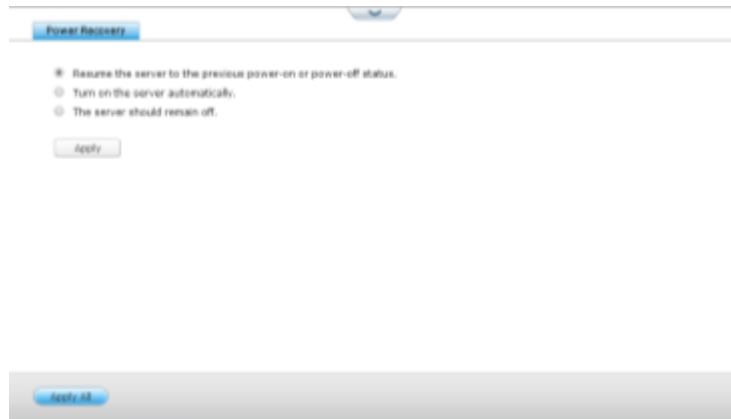 Power Recovery
Resume the server to the previous power-on or power-off status.
Turn on the server automatically.
The server should remain off.
Apply
Apply All